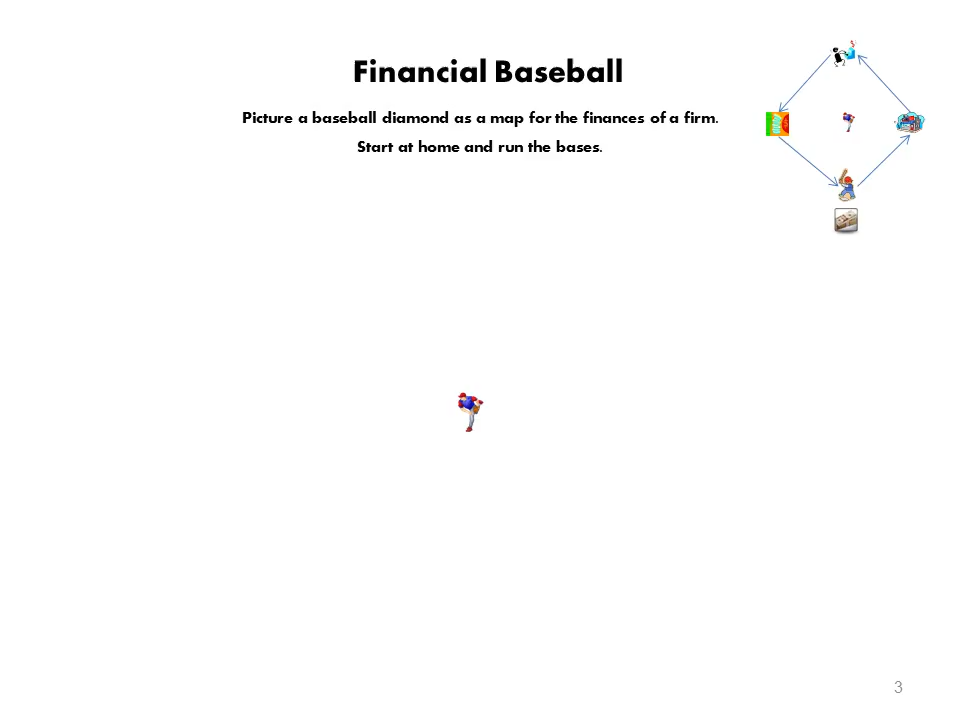 Financial Baseball
Picture a baseball diamond as a map for the finances of a firm.
Start at home and run the bases.
3